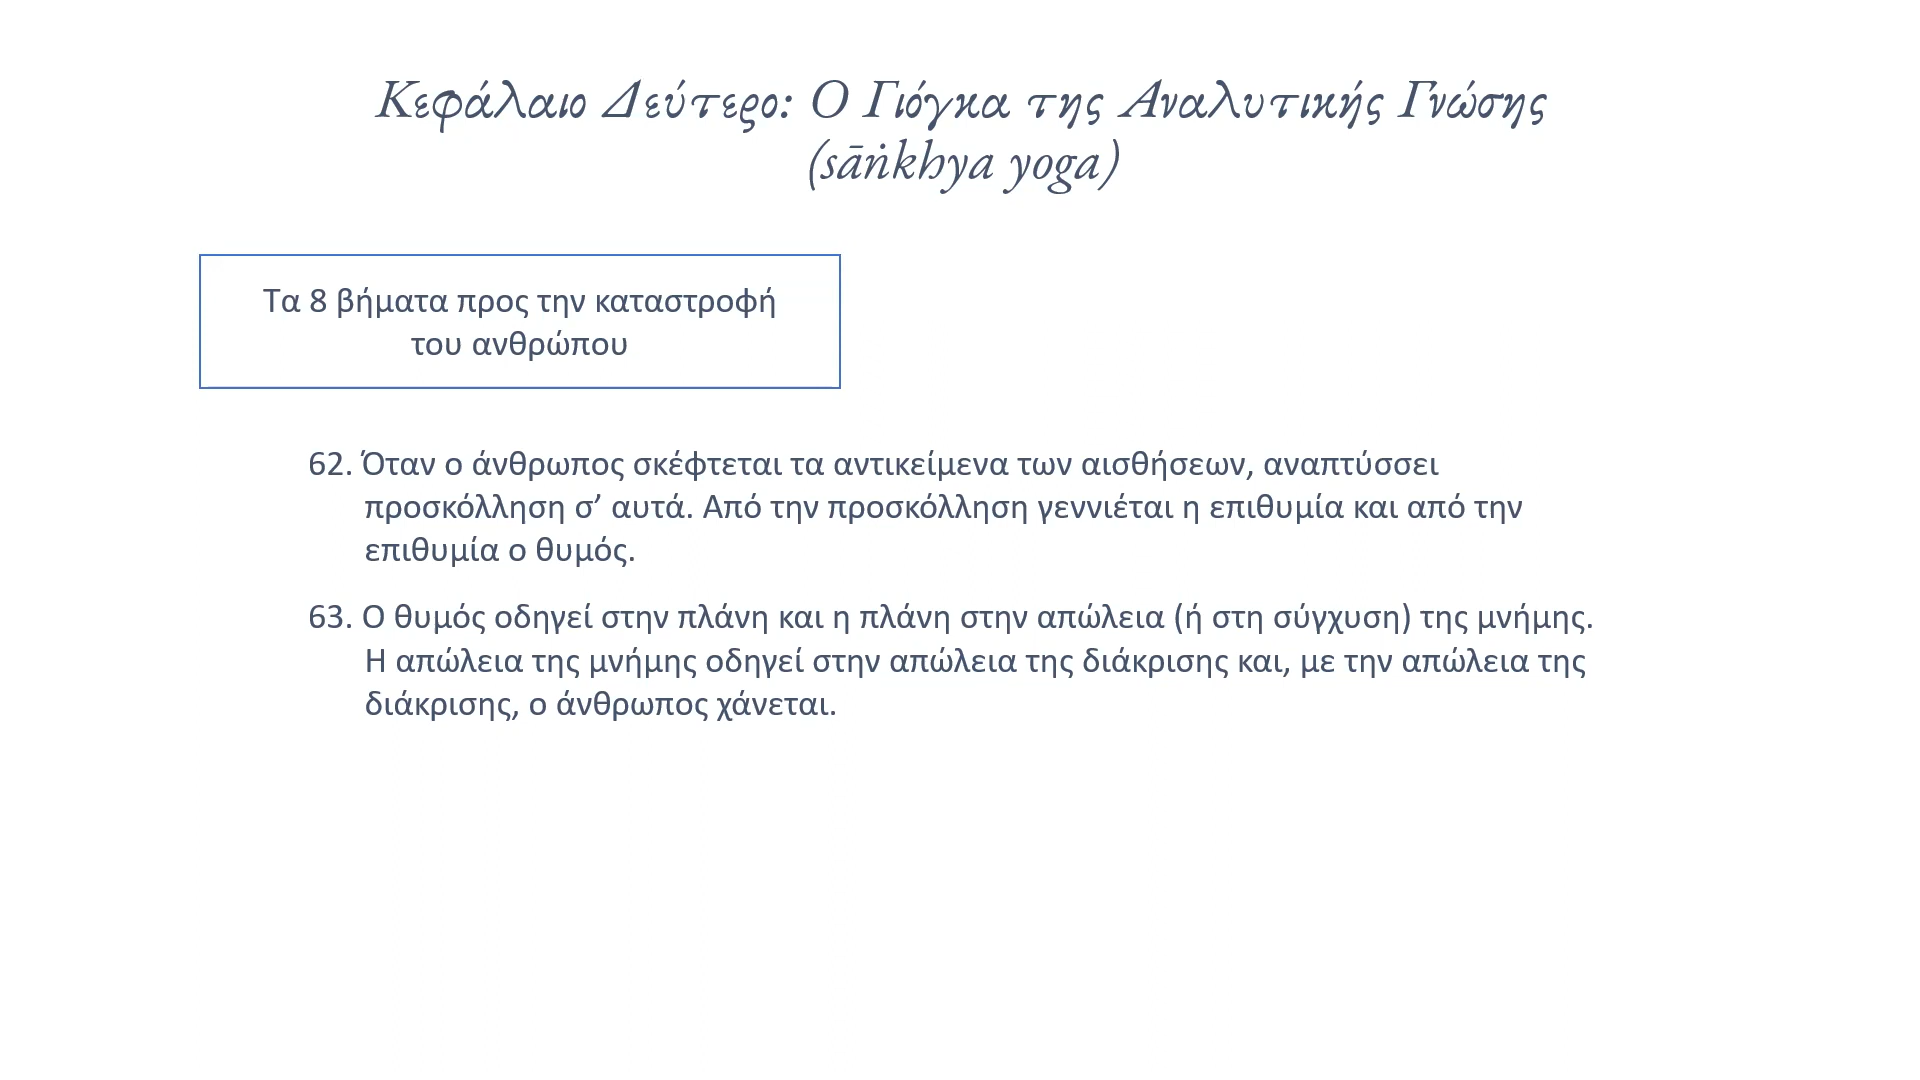 Κεφάλαιο Δεύτερο: Ο Γιόγκα της Αναλυτικής Γνώσης
(sāṅkhya yoga)
Τα 8 βήματα προς την καταστροφή
του ανθρώπου
62. Όταν ο άνθρωπος σκέφτεται τα αντικείμενα των αισθήσεων, αναπτύσσει
προσκόλληση σ’ αυτά. Από την προσκόλληση γεννιέται η επιθυμία και από την
επιθυμία ο θυμός.
63. Ο θυμός οδηγεί στην πλάνη και η πλάνη στην απώλεια (ή στη σύγχυση) της μνήμης.
Η απώλεια της μνήμης οδηγεί στην απώλεια της διάκρισης και, με την απώλεια της
διάκρισης, ο άνθρωπος χάνεται.